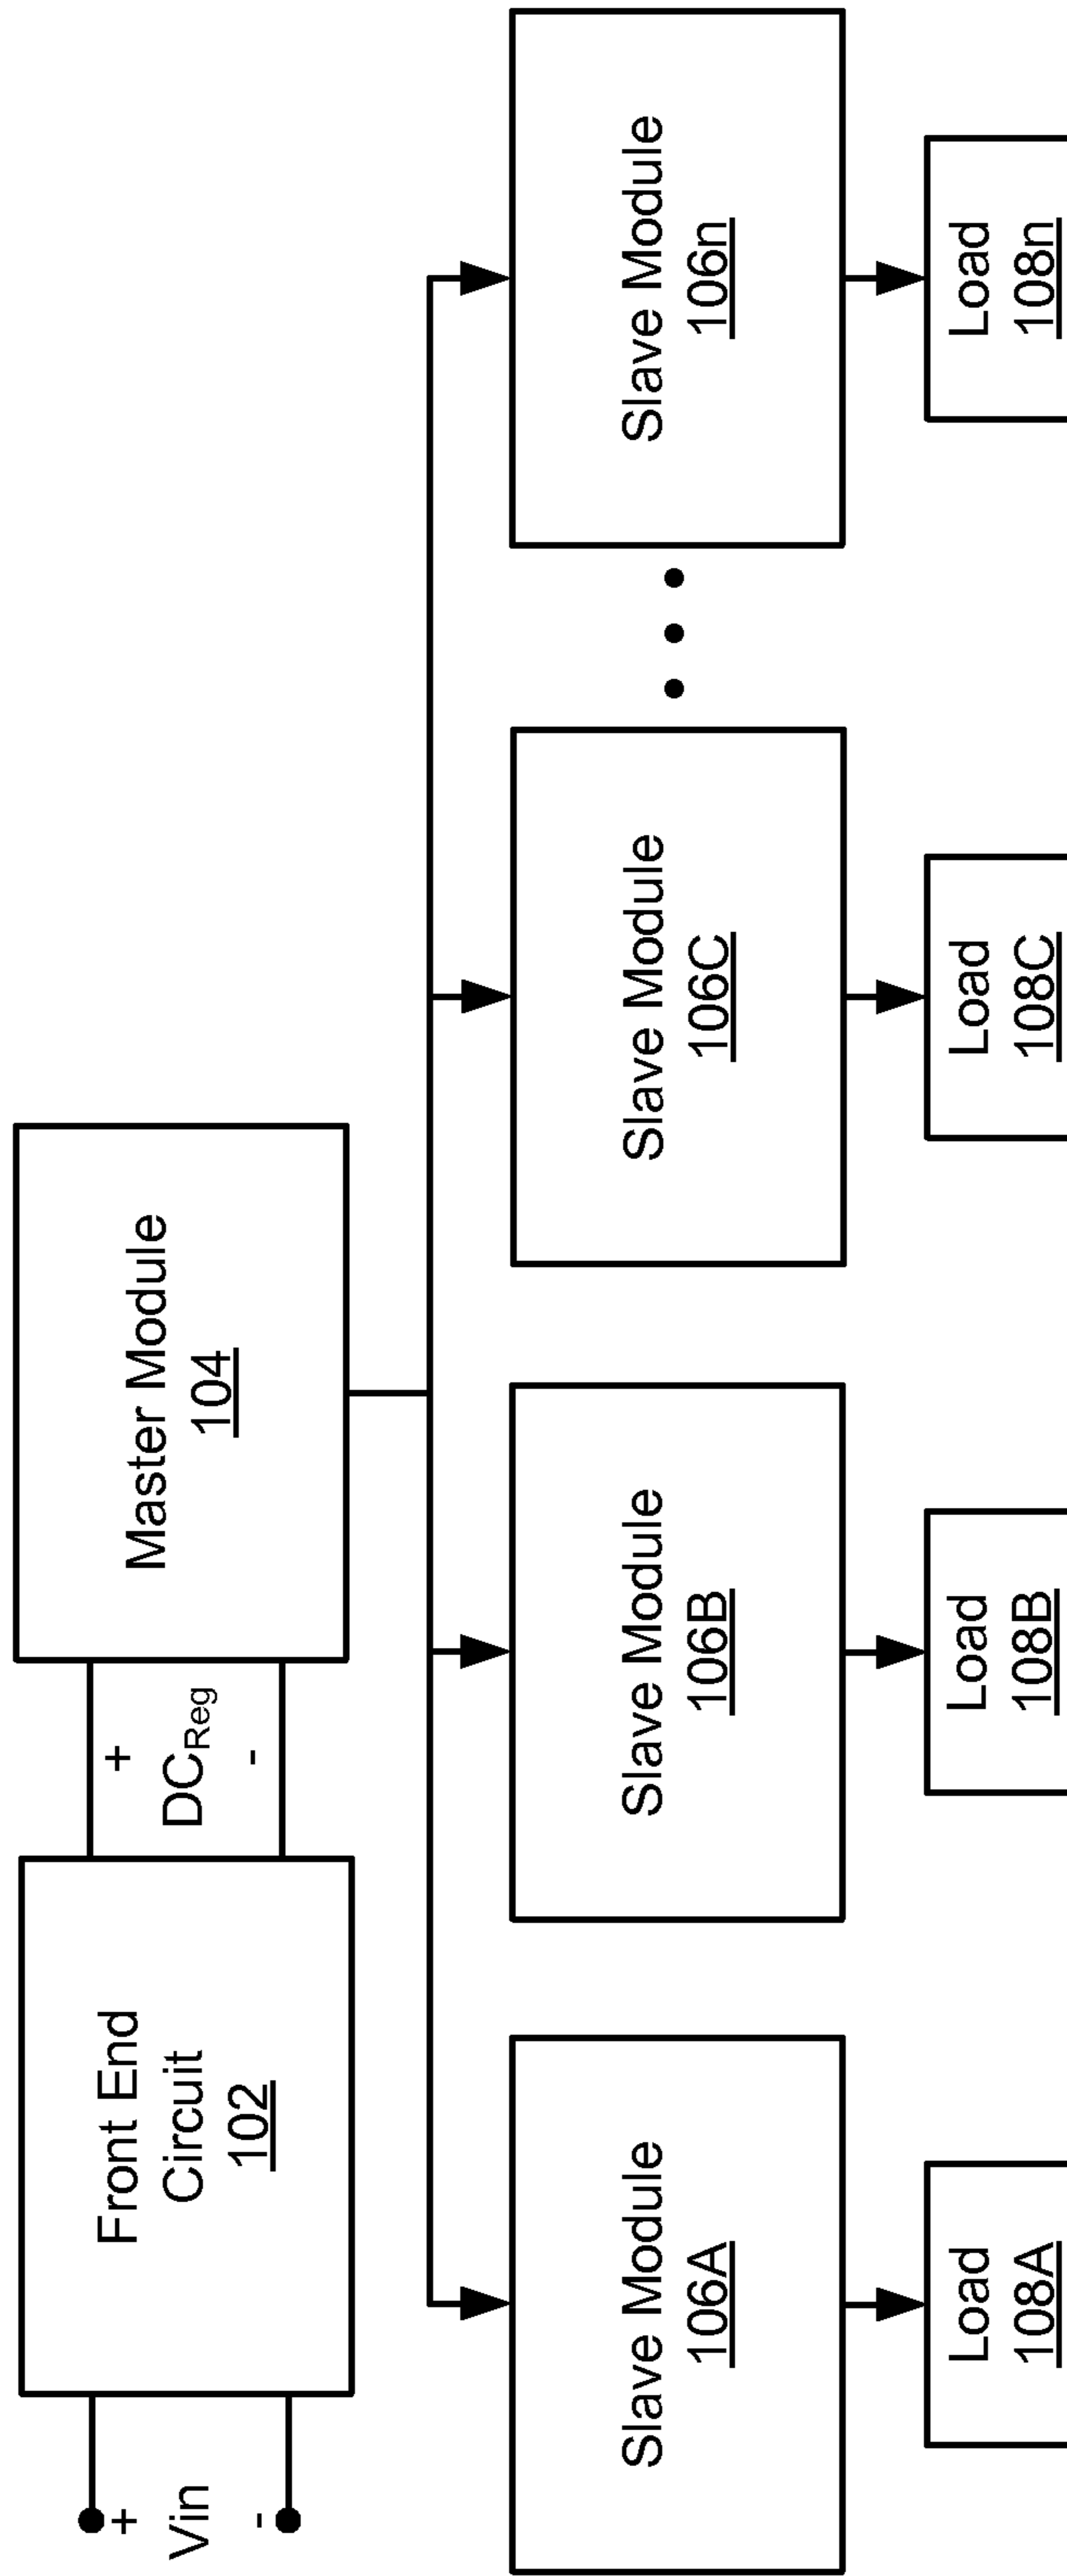 +
Vin
-
Front End
Circuit
102
+
DCReg
-
Master Module
104
Slave Module
106A
Slave Module
106B
Slave Module
106C
Slave Module
106n
Load
108A
Load
108B
Load
108C
Load
108n